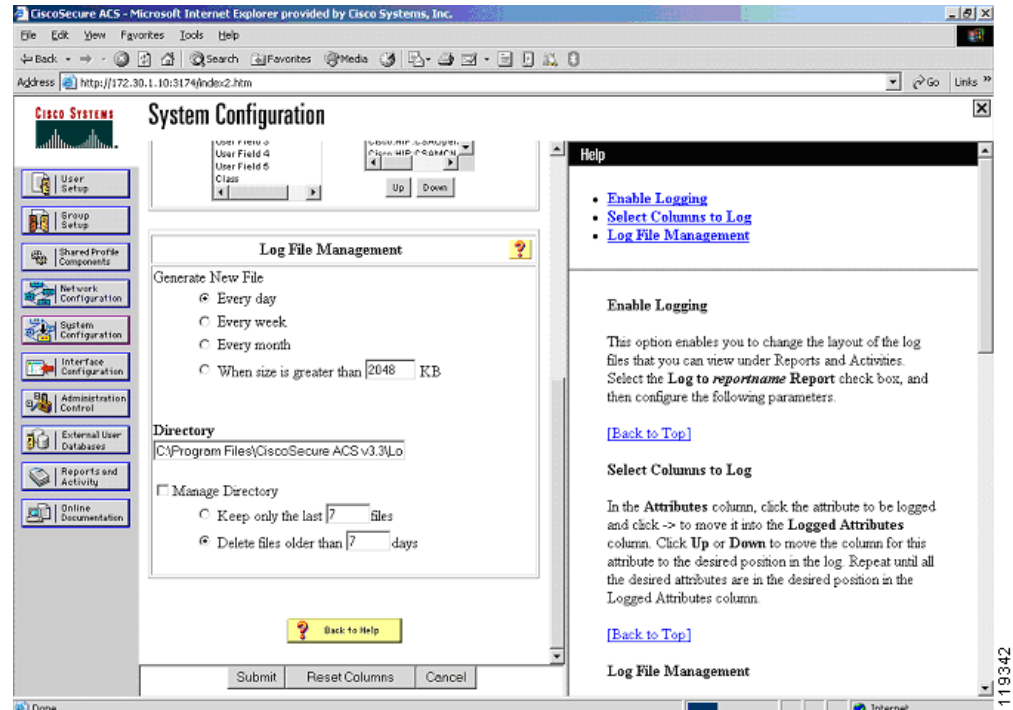 CiscoSecure ACS - Microsoft Internet Explorer provided by Cisco Systems, Inc.
File Edit View Favorites Tools Help
Back Search Favorites Media
Address http://172.30.1.10:3174/index2.htm Go Links »
CISCO SYSTEMS
System Configuration
User Setup
Group Setup
Shared Profile Components
Network Configuration
System Configuration
Interface Configuration
Administration Control
External User Databases
Reports and Activity
Online Documentation
User Field 3
User Field 4
User Field 5
Class
Up Down
Log File Management
Generate New File
Every day
Every week
Every month
When size is greater than 2048 KB
Directory
C:\Program Files\CiscoSecure ACS v3.3\Lo
Manage Directory
Keep only the last 7 files
Delete files older than 7 days
? Back to Help
Submit Reset Columns Cancel
Help
Enable Logging
Select Columns to Log
Log File Management
Enable Logging
This option enables you to change the layout of the log
files that you can view under Reports and Activities.
Select the Log to reportname Report check box, and
then configure the following parameters.
[Back to Top]
Select Columns to Log
In the Attributes column, click the attribute to be logged
and click -> to move it into the Logged Attributes
column. Click Up or Down to move the column for this
attribute to the desired position in the log. Repeat until all
the desired attributes are in the desired position in the
Logged Attributes column.
[Back to Top]
Log File Management
Done
Internet
119342